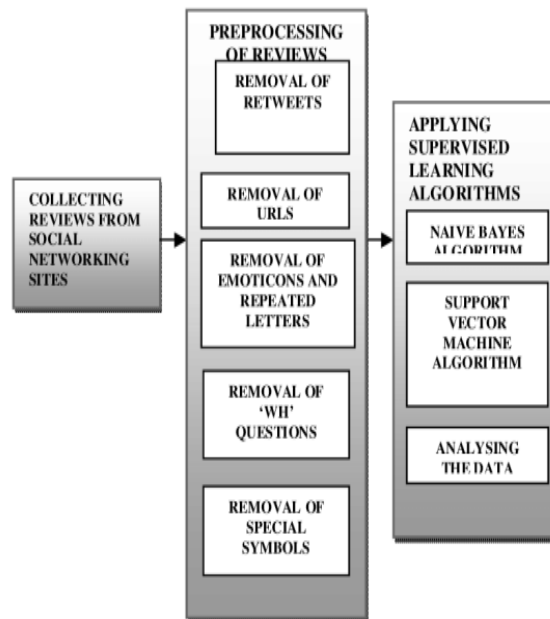 COLLECTING
REVIEWS FROM
SOCIAL
NETWORKING
SITES
PREPROCESSING
OF REVIEWS
REMOVAL OF
RETWEETS
REMOVAL OF
URLS
REMOVAL OF
EMOTICONS AND
REPEATED
LETTERS
REMOVAL OF
‘WH’
QUESTIONS
REMOVAL OF
SPECIAL
SYMBOLS
APPLYING
SUPERVISED
LEARNING
ALGORITHMS
NAIVE BAYES
ALGORITHM
SUPPORT
VECTOR
MACHINE
ALGORITHM
ANALYSING
THE DATA